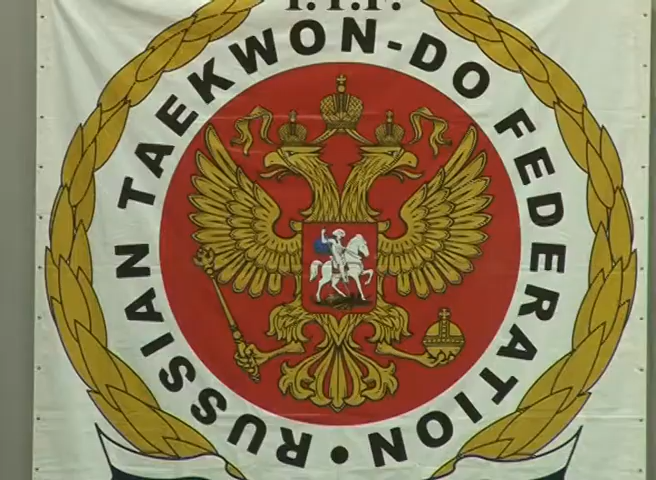 I.T.F.
RUSSIAN TAEKWON-DO FEDERATION •